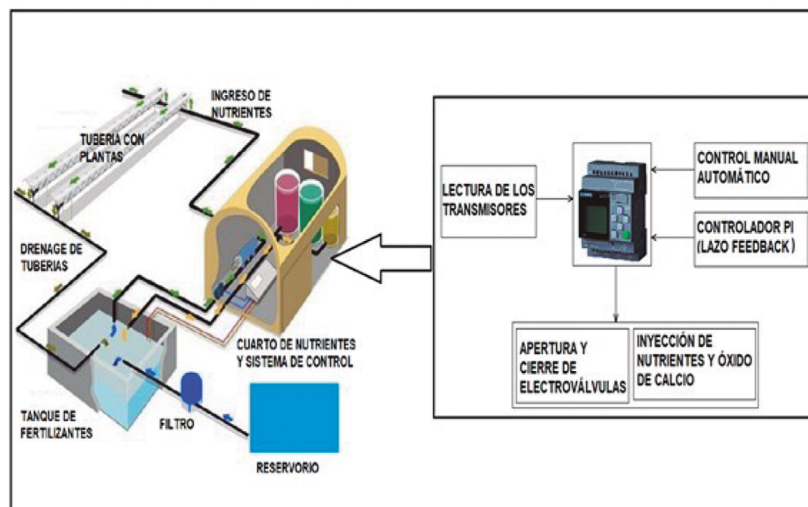 INGRESO DE
NUTRIENTES
TUBERIA CON
PLANTAS
DRENAGE DE
TUBERIAS
CUARTO DE NUTRIENTES
Y SISTEMA DE CONTROL
TANQUE DE
FERTILIZANTES
FILTRO
RESERVORIO
LECTURA DE LOS
TRANSMISORES
CONTROL MANUAL
AUTOMÁTICO
CONTROLADOR PI
(LAZO FEEDBACK)
APERTURA Y
CIERRE DE
ELECTROVÁLVULAS
INYECCIÓN DE
NUTRIENTES Y ÓXIDO
DE CALCIO